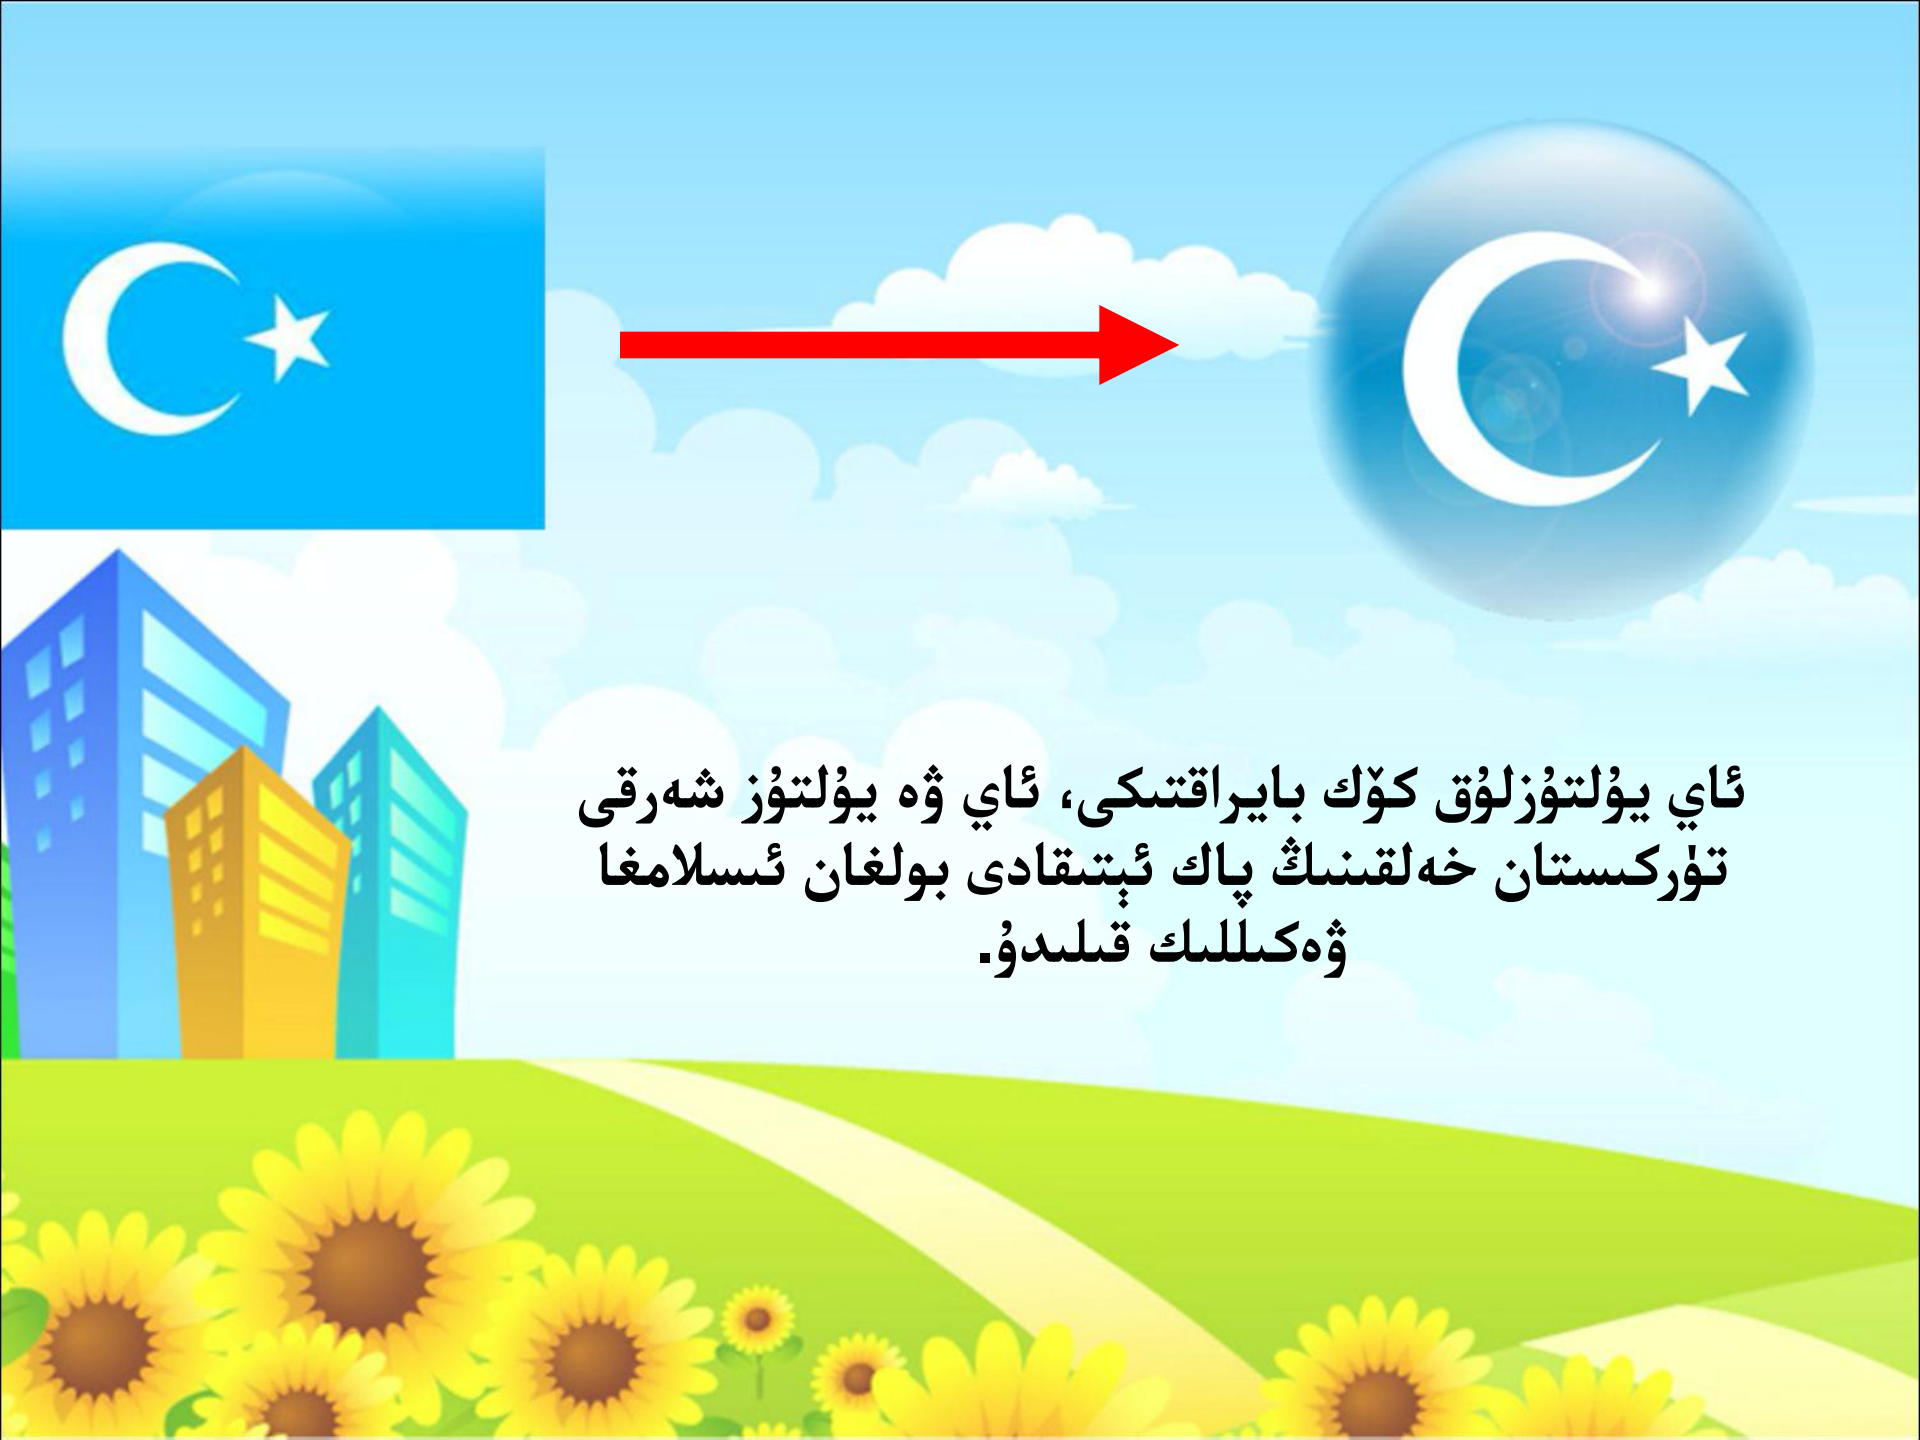 ئاي يۇلتۇزلۇق كۆك بايراقتىكى، ئاي ۋە يۇلتۇز شەرقى
تۈركىستان خەلقىنىڭ پاك ئېتىقادى بولغان ئىسلامغا
ۋەكىللىك قىلىدۇ.